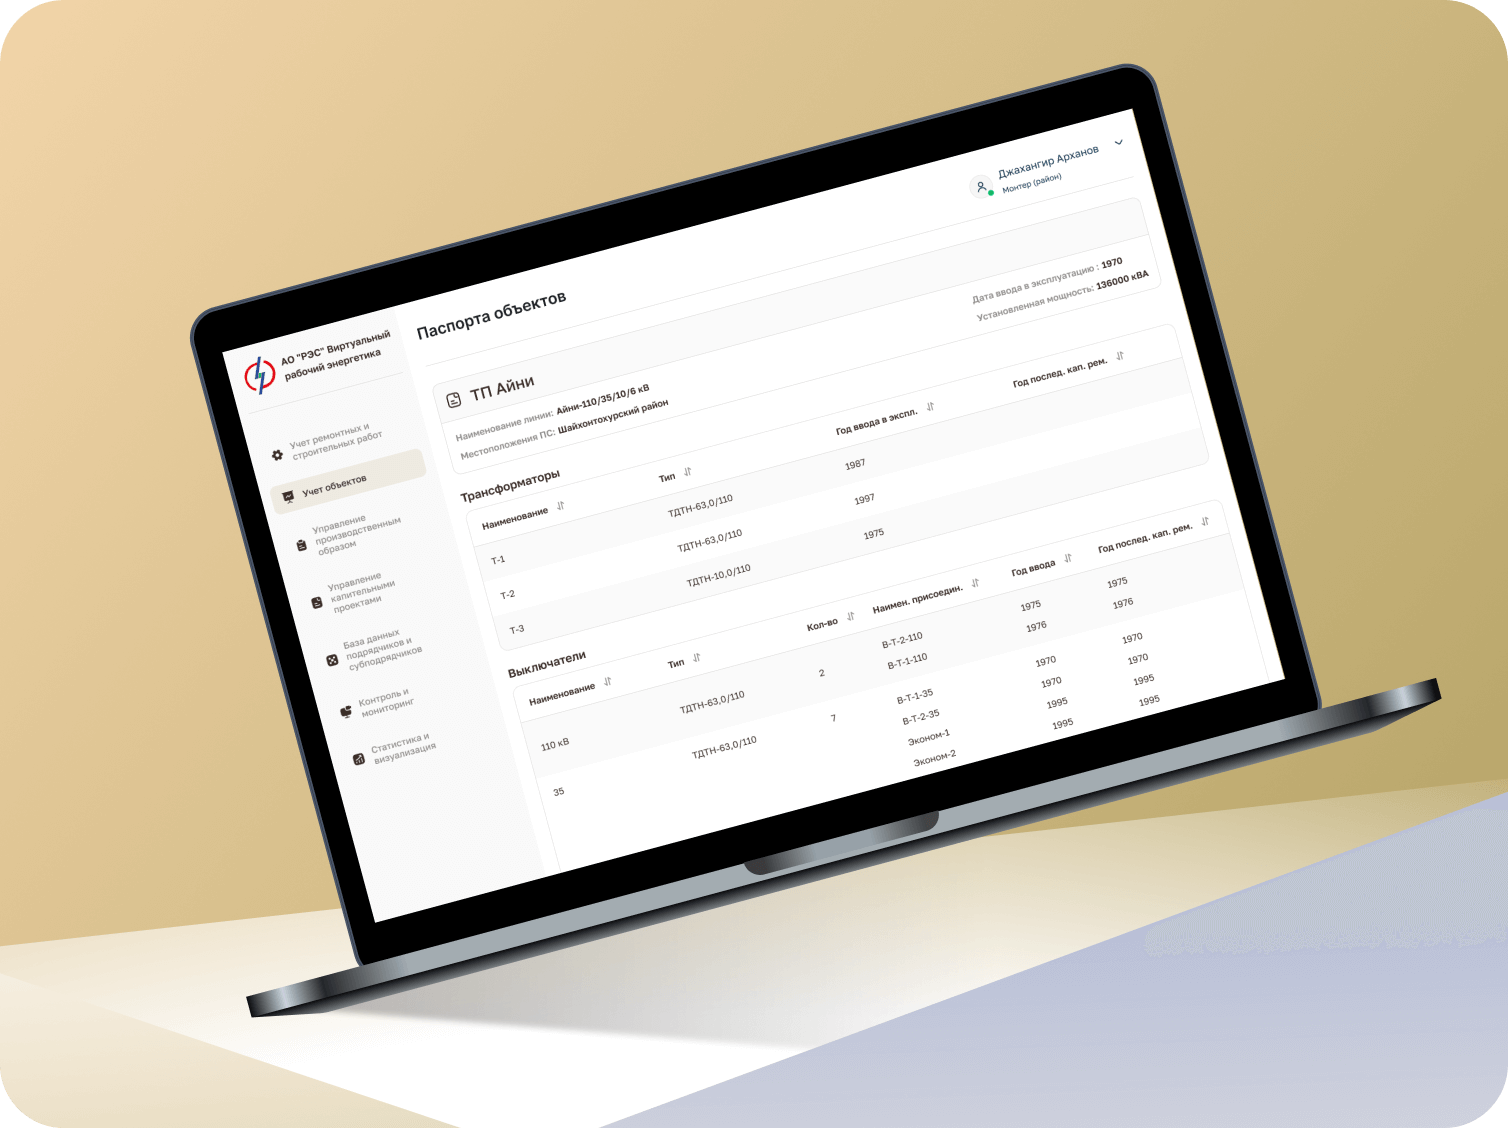 АО "РЭС" Виртуальный
рабочий энергетика
Учет ремонтных и
строительных работ
Учет объектов
Управление
производственным
образом
Управление
капительными
проектами
База данных
подрядчиков и
субподрядчиков
Контроль и
мониторинг
Статистика и
визуализация
Паспорта объектов
Джахангир Арханов
Монтер (район)
ТП Айни
Наименование линии: Айни-110/35/10/6 кВ
Местоположения ПС: Шайхонтохурский район
Дата ввода в эксплуатацию : 1970
Установленная мощность: 136000 кВА
Трансформаторы
Наименование Тип Год ввода в экспл. Год послед. кап. рем.
Т-1 ТДТН-63,0/110 1987
Т-2 ТДТН-63,0/110 1997
Т-3 ТДТН-10,0/110 1975
Выключатели
Наименование Тип Кол-во Наимен. присоедин. Год ввода Год послед. кап. рем.
110 кВ ТДТН-63,0/110 2 В-Т-2-110 1975 1975
В-Т-1-110 1976 1976
35 ТДТН-63,0/110 7 В-Т-1-35 1970 1970
В-Т-2-35 1970 1970
Эконом-1 1995 1995
Эконом-2 1995 1995